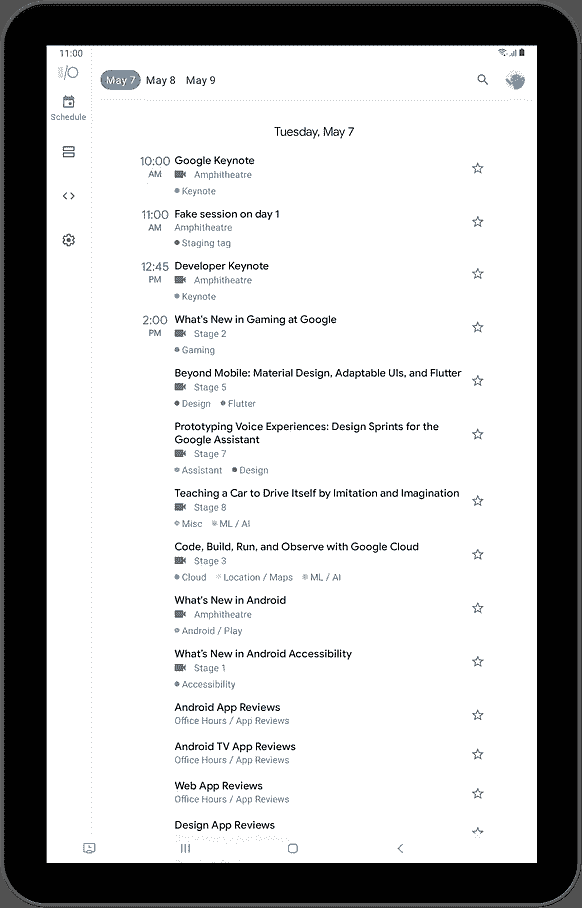 11:00
I/O
May 7 May 8 May 9
Schedule
Tuesday, May 7
10:00 AM
Google Keynote
Amphitheatre
Keynote
11:00 AM
Fake session on day 1
Amphitheatre
Staging tag
12:45 PM
Developer Keynote
Amphitheatre
Keynote
2:00 PM
What's New in Gaming at Google
Stage 2
Gaming
Beyond Mobile: Material Design, Adaptable UIs, and Flutter
Stage 5
Design Flutter
Prototyping Voice Experiences: Design Sprints for the
Google Assistant
Stage 7
Assistant Design
Teaching a Car to Drive Itself by Imitation and Imagination
Stage 8
Misc ML / AI
Code, Build, Run, and Observe with Google Cloud
Stage 3
Cloud Location / Maps ML / AI
What's New in Android
Amphitheatre
Android / Play
What's New in Android Accessibility
Stage 1
Accessibility
Android App Reviews
Office Hours / App Reviews
Android TV App Reviews
Office Hours / App Reviews
Web App Reviews
Office Hours / App Reviews
Design App Reviews